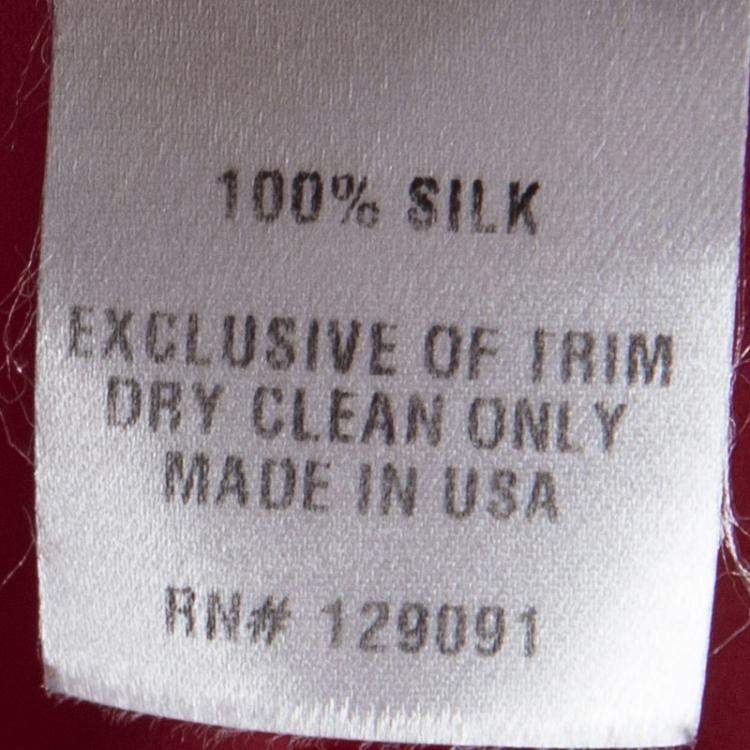 100% SILK
EXCLUSIVE OF TRIM
DRY CLEAN ONLY
MADE IN USA
RN# 129091